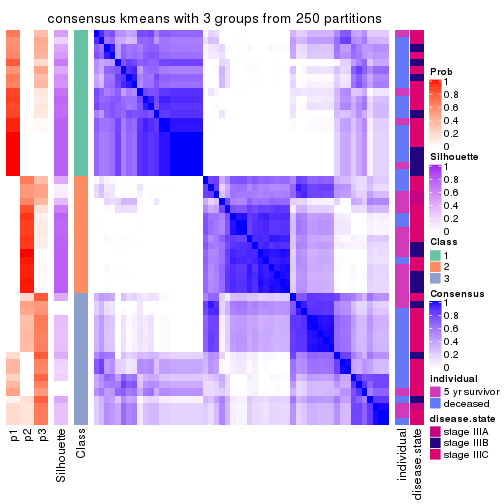 consensus kmeans with 3 groups from 250 partitions
Prob
1
0.8
0.6
0.4
0.2
0
Silhouette
1
0.8
0.6
0.4
0.2
0
Class
1
2
3
Consensus
1
0.8
0.6
0.4
0.2
0
individual
5 yr survivor
deceased
disease.state
stage IIIA
stage IIIB
stage IIIC
p1
p2
p3
Silhouette
Class
individual
disease.state